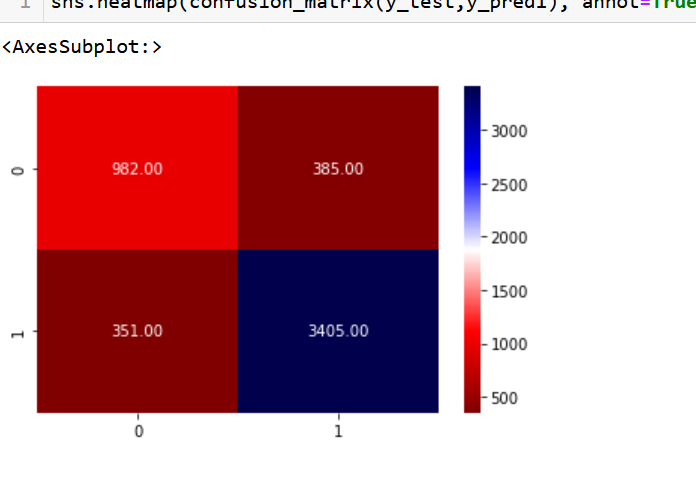 1 sns.heatmap(confusion_matrix(y_test,y_pred1), annot=True
<AxesSubplot:>
0 982.00 385.00
1 351.00 3405.00
0 1
3000
2500
2000
1500
1000
500